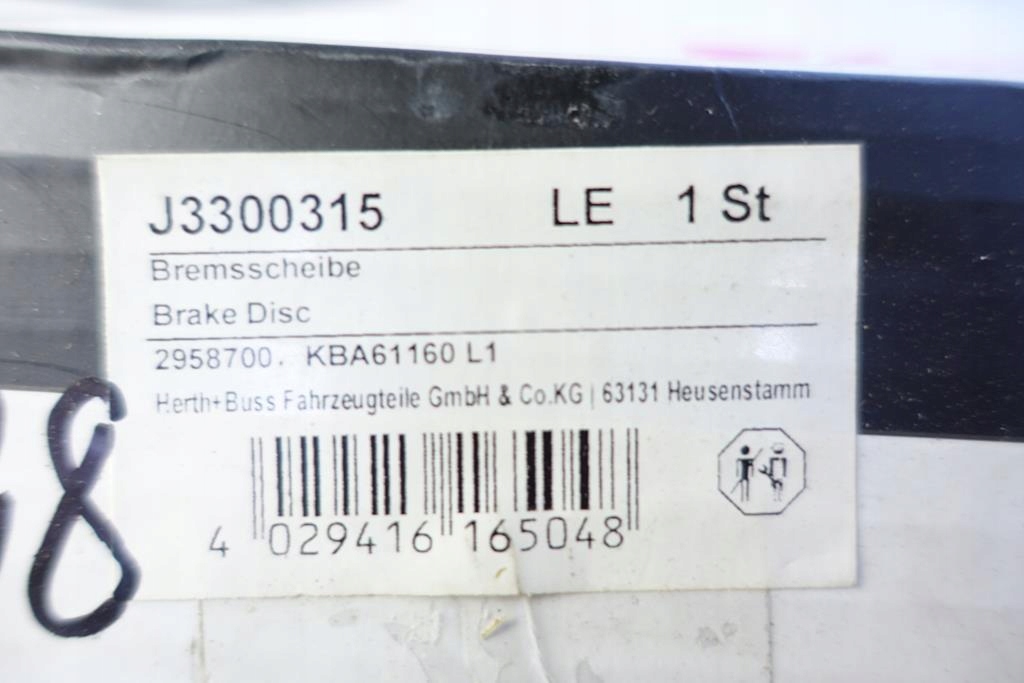 J3300315 LE 1 St
Bremsscheibe
Brake Disc
2958700. KBA61160 L1
Herth+Buss Fahrzeugteile GmbH & Co.KG | 63131 Heusenstamm
4 029416 165048
8